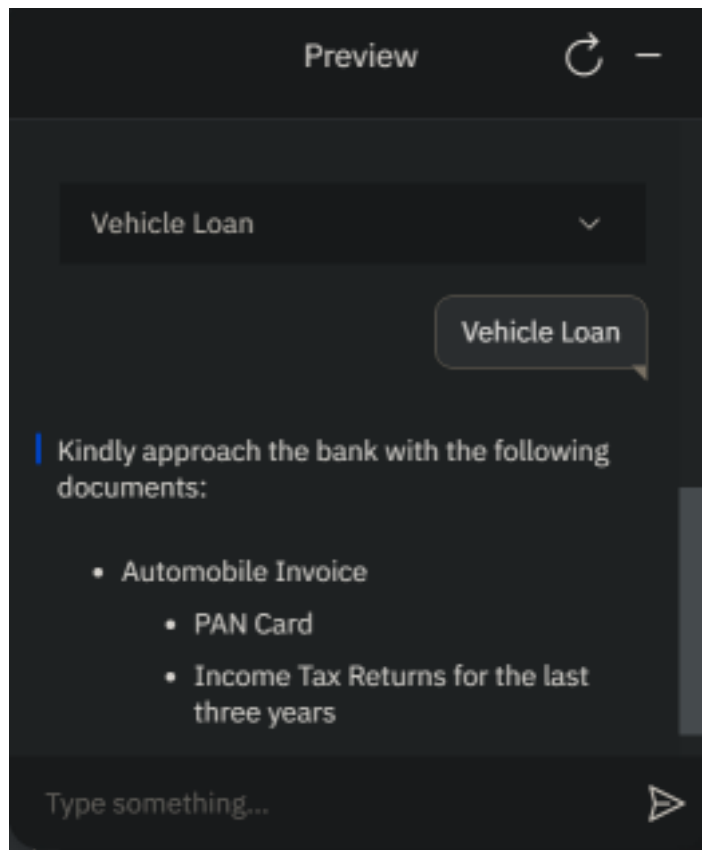 Preview
Vehicle Loan
Vehicle Loan
Kindly approach the bank with the following
documents:
• Automobile Invoice
• PAN Card
• Income Tax Returns for the last
three years
Type something...